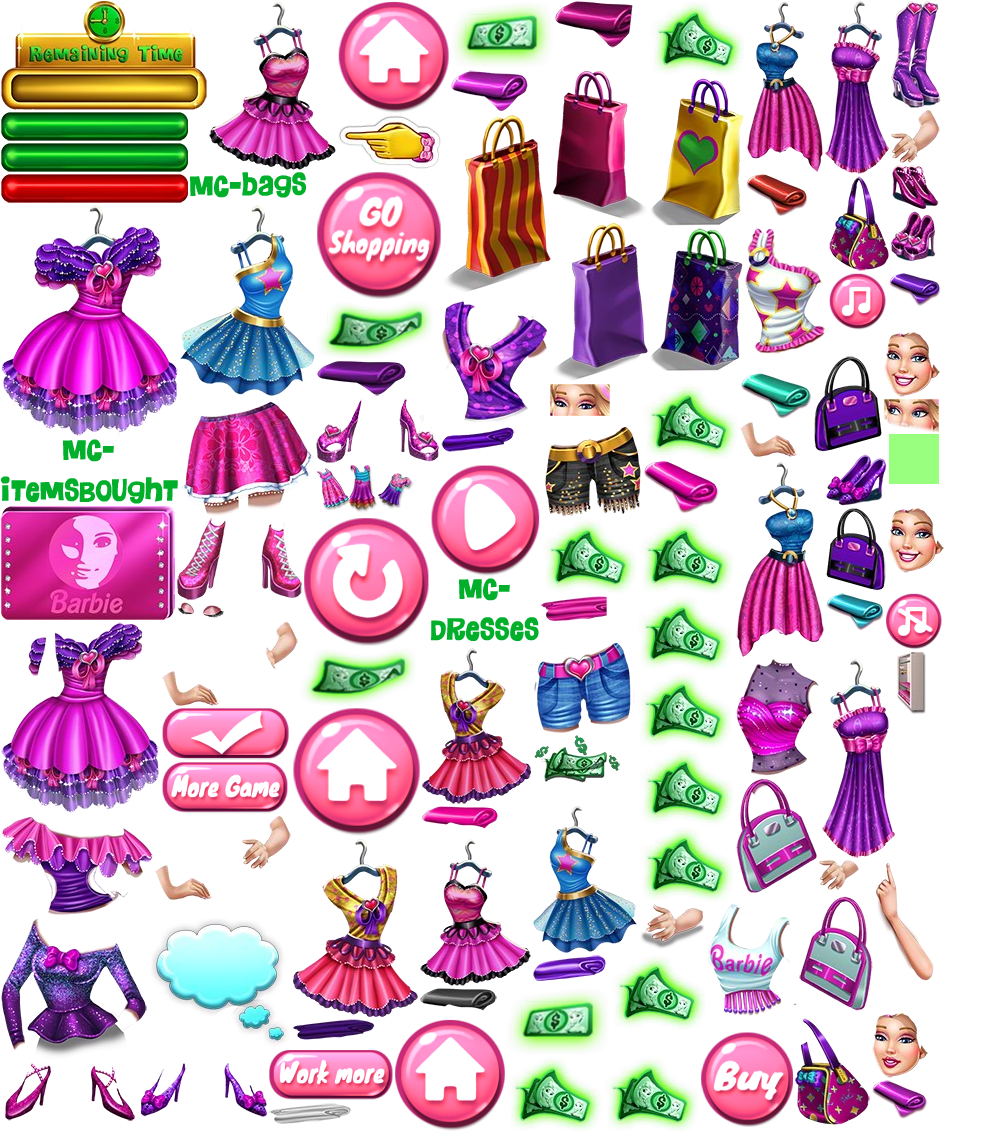 Remaining Time
MC-bags
GO
Shopping
MC-
itemsbought
Barbie
MC-
dresses
More Game
Barbie
Work more
Buy